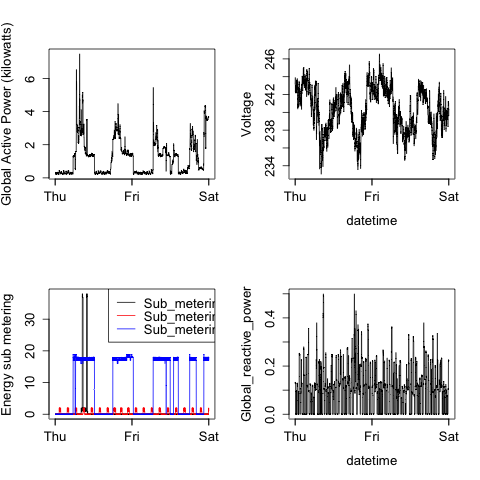 Global Active Power (kilowatts)
0 2 4 6
Thu Fri Sat
Voltage
234 238 242 246
Thu Fri Sat
datetime
Energy sub metering
0 10 20 30
Sub_meterin
Sub_meterin
Sub_meterin
Thu Fri Sat
Global_reactive_power
0.0 0.2 0.4
Thu Fri Sat
datetime